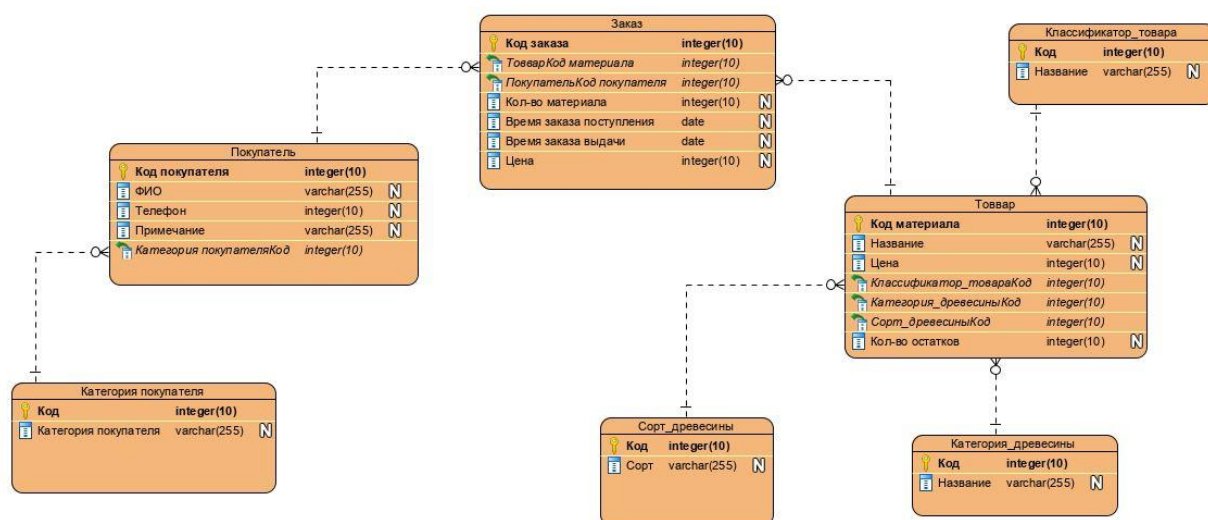 Заказ
Код заказа integer(10)
ТовварКод материала integer(10)
ПокупательКод покупателя integer(10)
Кол-во материала integer(10) N
Время заказа поступления date N
Время заказа выдачи date N
Цена integer(10) N
Классификатор_товара
Код integer(10)
Название varchar(255) N
Покупатель
Код покупателя integer(10)
ФИО varchar(255) N
Телефон integer(10) N
Примечание varchar(255) N
Категория покупателяКод integer(10)
Товвар
Код материала integer(10)
Название varchar(255) N
Цена integer(10) N
Классификатор_товараКод integer(10)
Категория_древесиныКод integer(10)
Сорт_древесиныКод integer(10)
Кол-во остатков integer(10) N
Категория покупателя
Код integer(10)
Категория покупателя varchar(255) N
Сорт_древесины
Код integer(10)
Сорт varchar(255) N
Категория_древесины
Код integer(10)
Название varchar(255) N